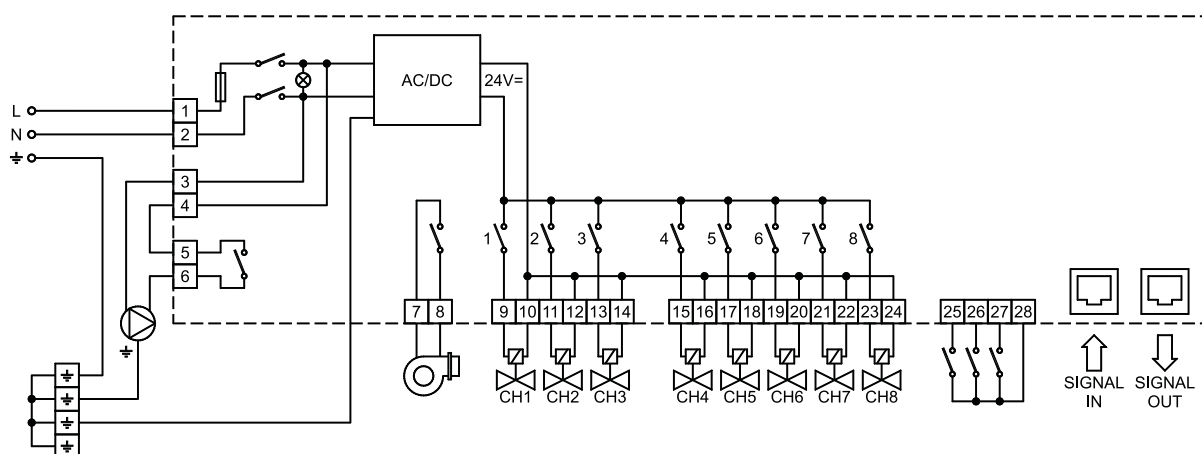 AC/DC
24V=
L
1
N
2
3
4
5
6
1
2
3
4
5
6
7
8
7
8
9
10
11
12
13
14
15
16
17
18
19
20
21
22
23
24
25
26
27
28
CH1
CH2
CH3
CH4
CH5
CH6
CH7
CH8
SIGNAL
IN
SIGNAL
OUT